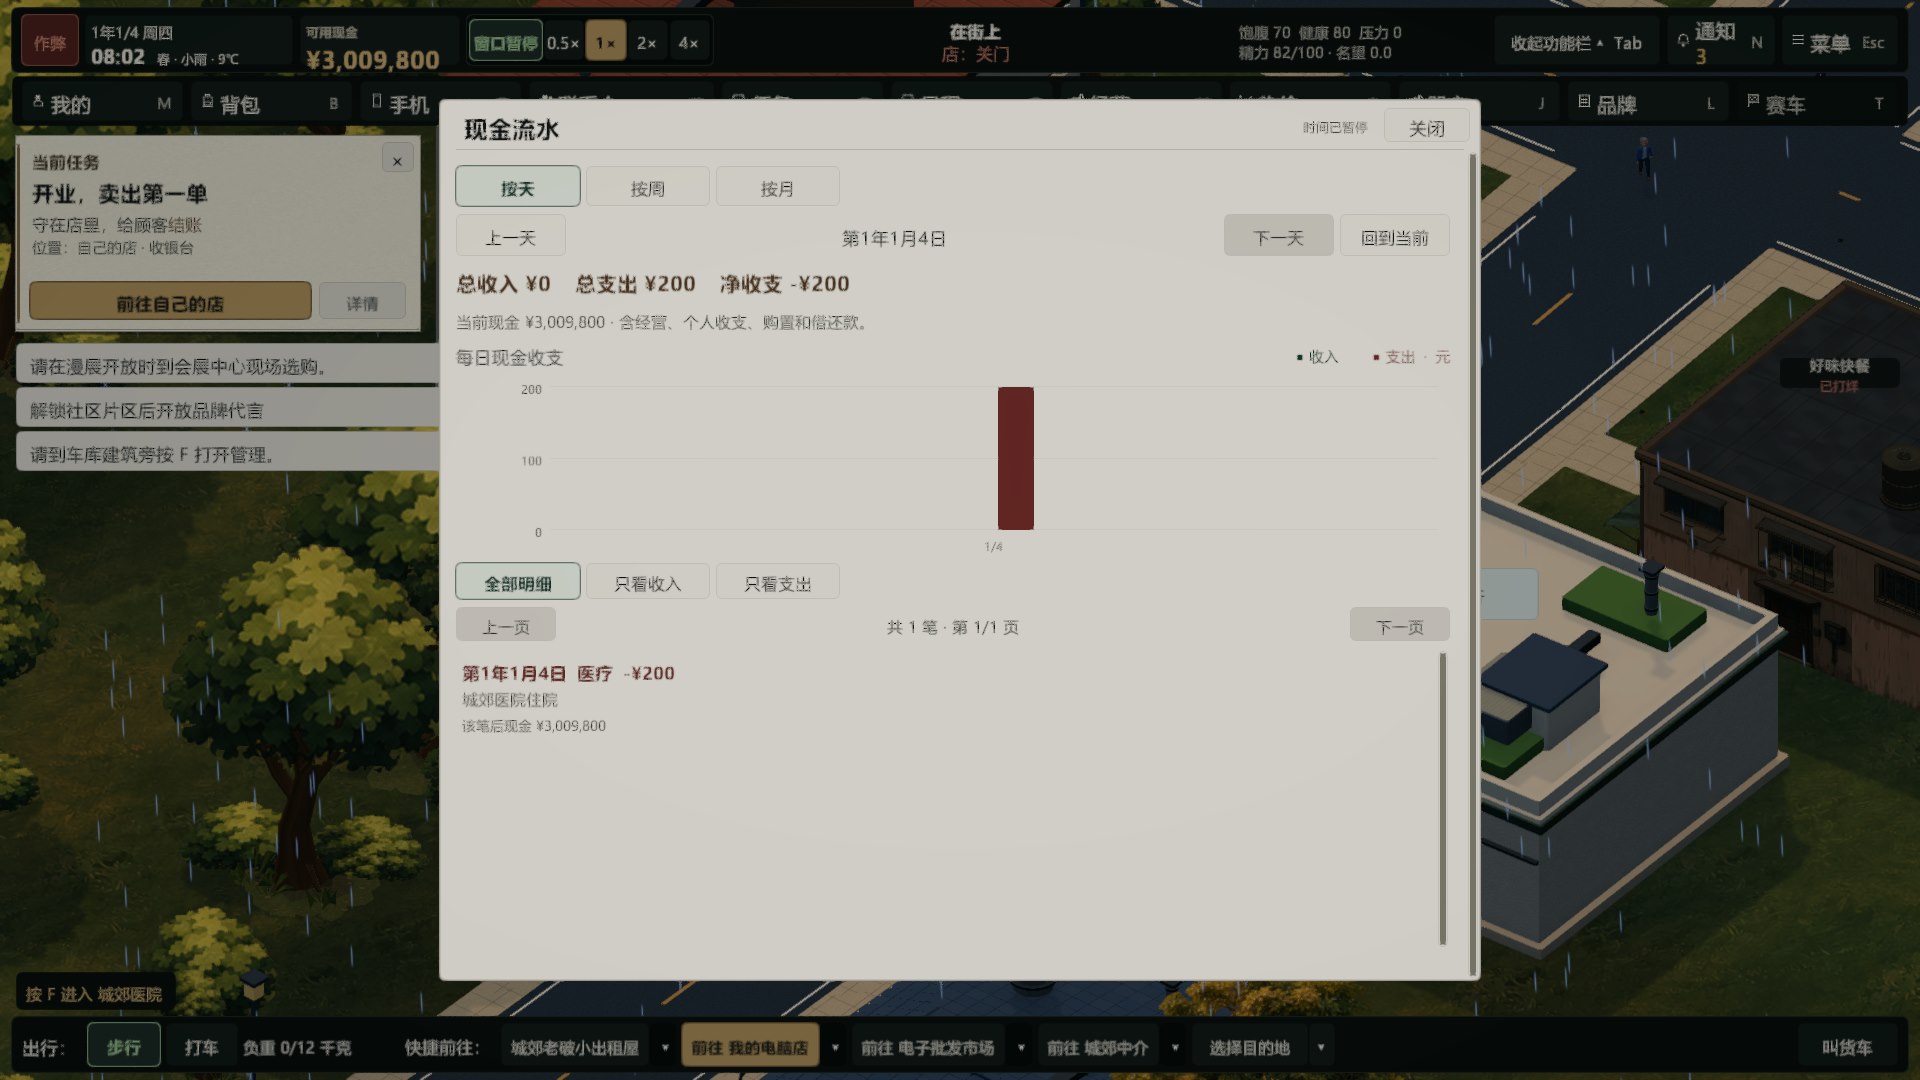 作弊
1年1/4 周四
08:02 春·小雨·9℃
可用现金
¥3,009,800
窗口暂停 0.5× 1× 2× 4×
在街上
店：关门
饱腹 70 健康 80 压力 0
精力 82/100 · 名望 0.0
收起功能栏 Tab
通知 N
3
菜单 Esc
我的 M
背包 B
手机
J
品牌 L
赛车 T
当前任务
×
开业，卖出第一单
守在店里，给顾客结账
位置：自己的店 · 收银台
前往自己的店
详情
请在漫展开放时到会展中心现场选购。
解锁社区片区后开放品牌代言
请到车库建筑旁按 F 打开管理。
现金流水
时间已暂停
关闭
按天
按周
按月
上一天
第1年1月4日
下一天
回到当前
总收入 ¥0 总支出 ¥200 净收支 -¥200
当前现金 ¥3,009,800 · 含经营、个人收支、购置和借还款。
每日现金收支
收入
支出 · 元
200
100
0
1/4
全部明细
只看收入
只看支出
上一页
共 1 笔 · 第 1/1 页
下一页
第1年1月4日 医疗 -¥200
城郊医院住院
该笔后现金 ¥3,009,800
好味快餐
已打烊
按 F 进入 城郊医院
出行：
步行
打车
负重 0/12 千克
快捷前往：
城郊老破小出租屋
前往 我的电脑店
前往 电子批发市场
前往 城郊中介
选择目的地
叫货车